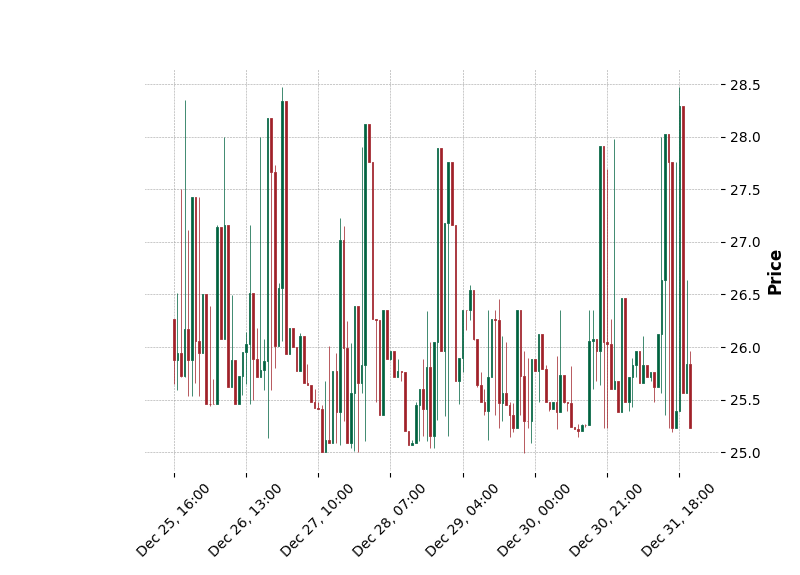 28.5
28.0
27.5
27.0
26.5
26.0
25.5
25.0
Price
Dec 25, 16:00
Dec 26, 13:00
Dec 27, 10:00
Dec 28, 07:00
Dec 29, 04:00
Dec 30, 00:00
Dec 30, 21:00
Dec 31, 18:00